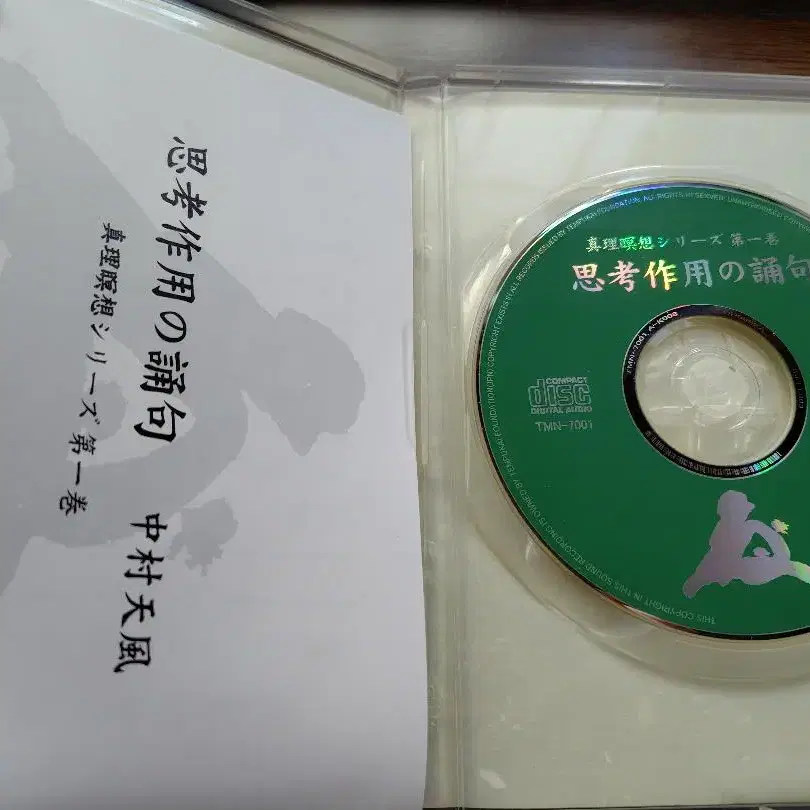 思考作用の誦句
真理瞑想シリーズ 第一巻
中村天風
真理瞑想シリーズ 第一巻
思考作用の誦句
COMPACT
disc
DIGITAL AUDIO
TMN-7001